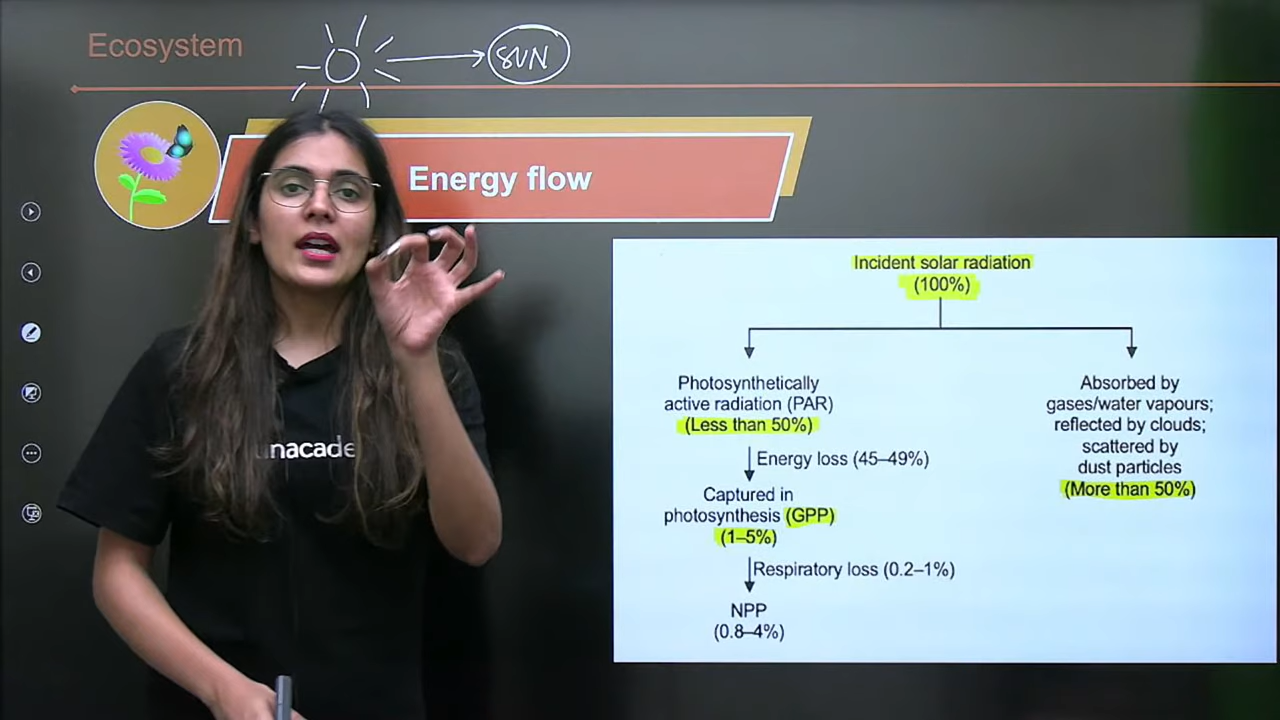 Ecosystem
SUN
Energy flow
Incident solar radiation
(100%)
Photosynthetically
active radiation (PAR)
(Less than 50%)
Energy loss (45–49%)
Captured in
photosynthesis (GPP)
(1–5%)
Respiratory loss (0.2–1%)
NPP
(0.8–4%)
Absorbed by
gases/water vapours;
reflected by clouds;
scattered by
dust particles
(More than 50%)
unacade